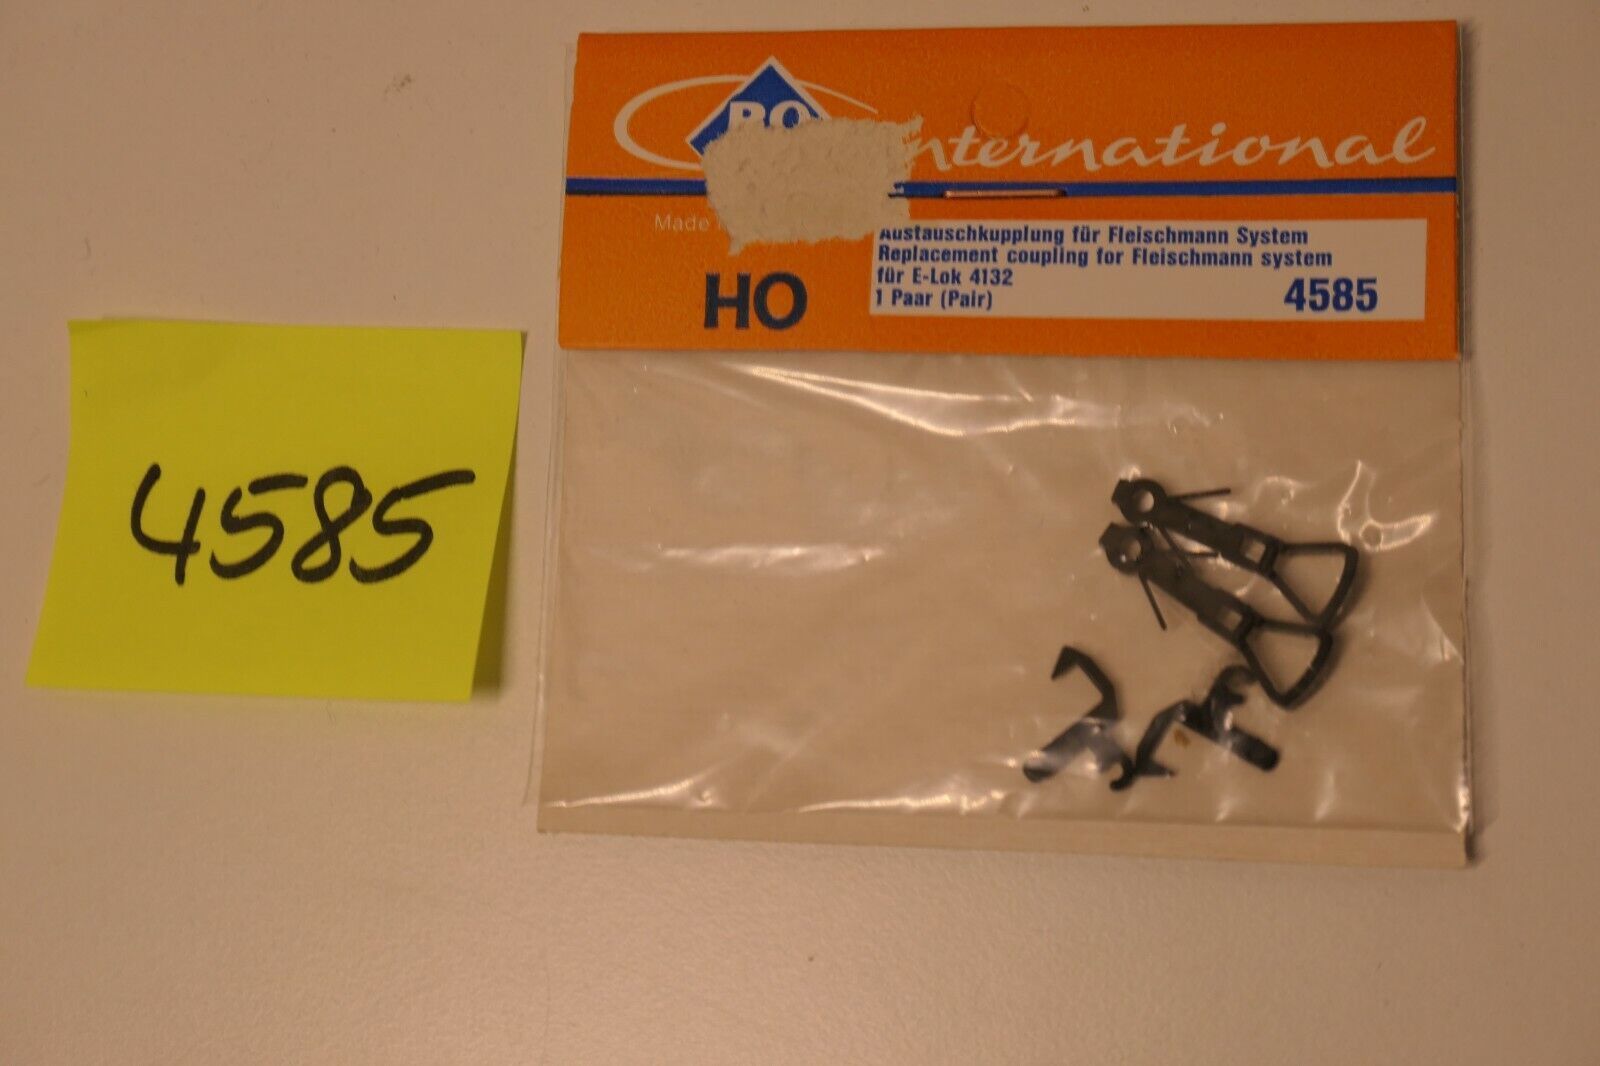 RO
nternational
Made
Austauschkupplung für Fleischmann System
Replacement coupling for Fleischmann system
für E-Lok 4132
1 Paar (Pair)
4585
HO
4585